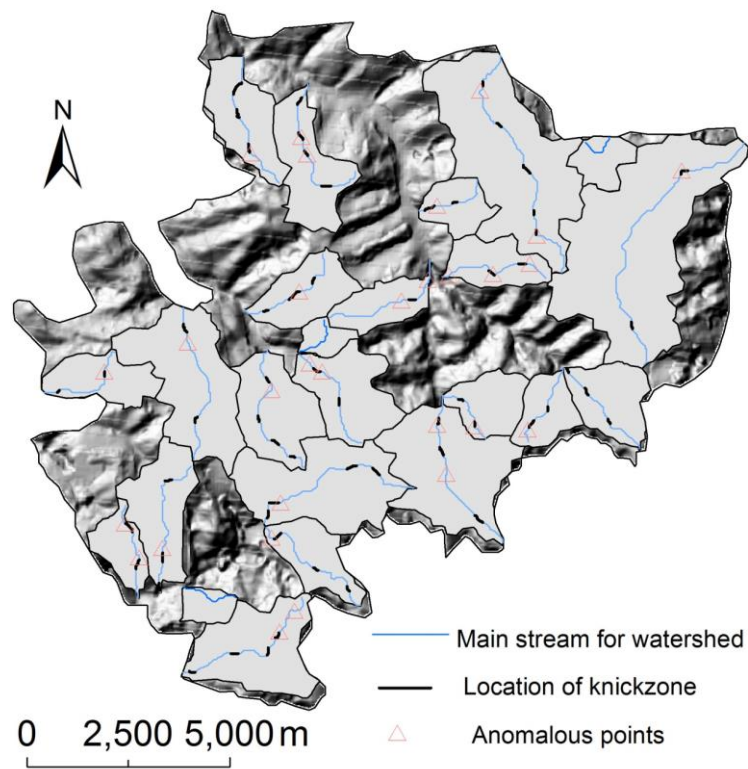 N
Main stream for watershed
Location of knickzone
Anomalous points
0 2,500 5,000 m